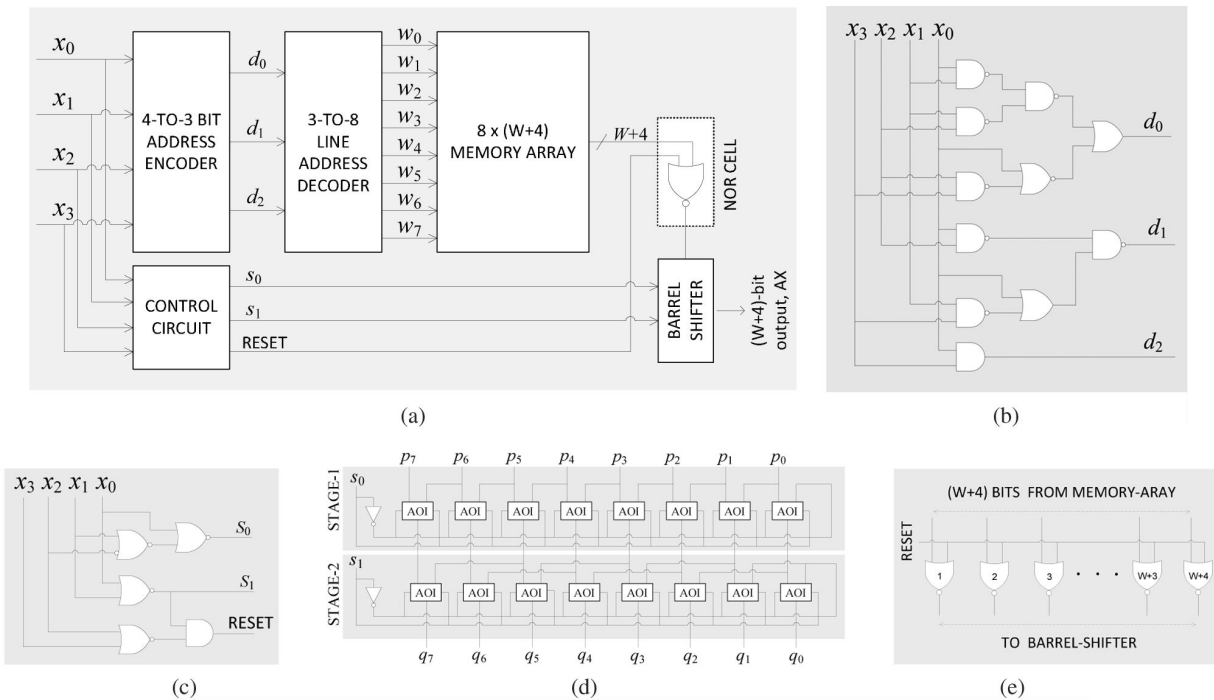 x0
x1
x2
x3
4-TO-3 BIT
ADDRESS
ENCODER
d0
d1
d2
3-TO-8
LINE
ADDRESS
DECODER
w0
w1
w2
w3
w4
w5
w6
w7
8 x (W+4)
MEMORY ARRAY
W+4
NOR CELL
CONTROL
CIRCUIT
s0
s1
RESET
BARREL
SHIFTER
(W+4)-bit
output, AX
(a)
x3 x2 x1 x0
d0
d1
d2
(b)
x3 x2 x1 x0
S0
S1
RESET
(c)
p7 p6 p5 p4 p3 p2 p1 p0
STAGE-1
s0
AOI AOI AOI AOI AOI AOI AOI AOI
STAGE-2
s1
AOI AOI AOI AOI AOI AOI AOI AOI
q7 q6 q5 q4 q3 q2 q1 q0
(d)
(W+4) BITS FROM MEMORY-ARAY
RESET
1 2 3 • • • W+3 W+4
TO BARREL-SHIFTER
(e)